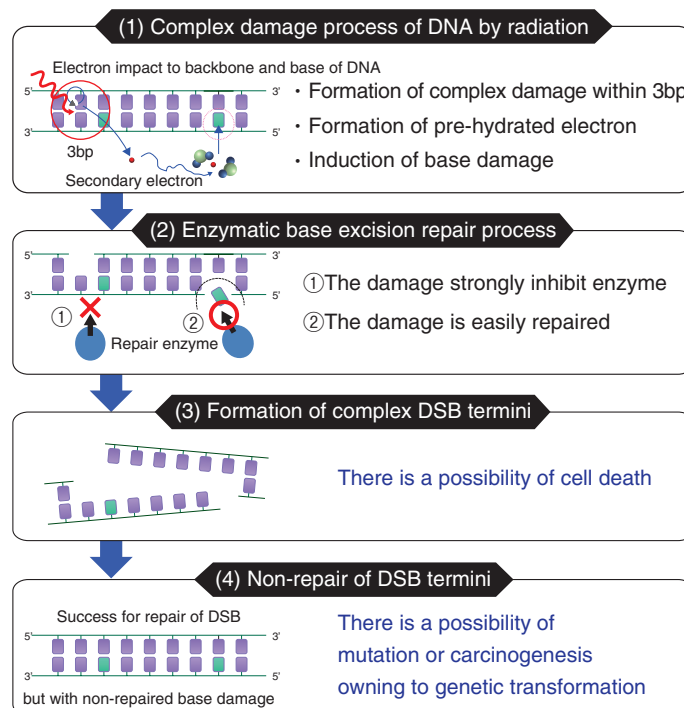 (1) Complex damage process of DNA by radiation
Electron impact to backbone and base of DNA
5' 3'
3' 5'
3bp
Secondary electron
・Formation of complex damage within 3bp
・Formation of pre-hydrated electron
・Induction of base damage
(2) Enzymatic base excision repair process
5' 3'
3' 5'
①
②
Repair enzyme
①The damage strongly inhibit enzyme
②The damage is easily repaired
(3) Formation of complex DSB termini
There is a possibility of cell death
(4) Non-repair of DSB termini
Success for repair of DSB
5' 3'
3' 5'
but with non-repaired base damage
There is a possibility of
mutation or carcinogenesis
owning to genetic transformation